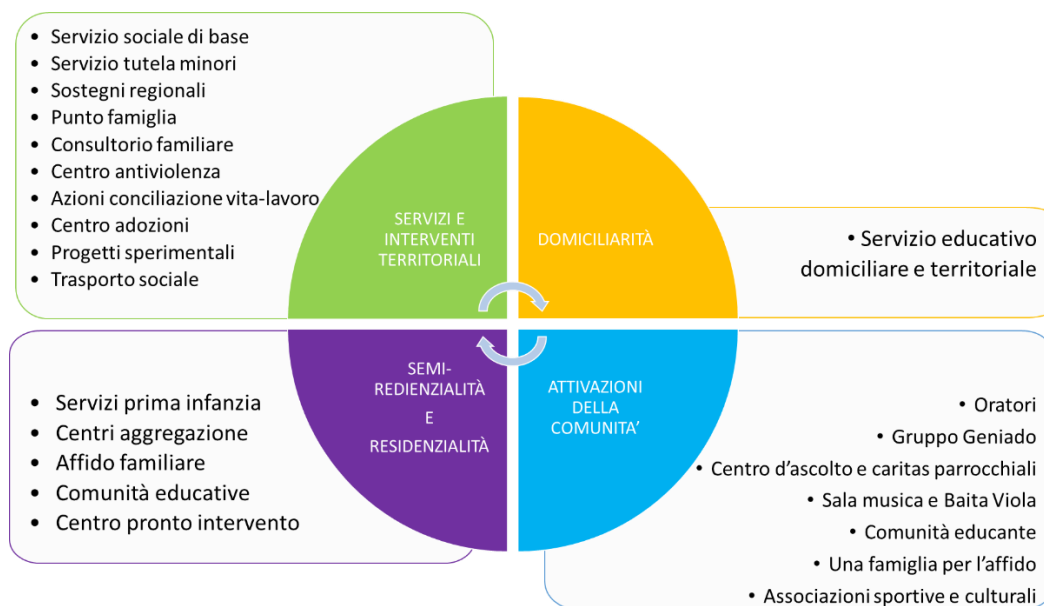 • Servizio sociale di base
• Servizio tutela minori
• Sostegni regionali
• Punto famiglia
• Consultorio familiare
• Centro antiviolenza
• Azioni conciliazione vita-lavoro
• Centro adozioni
• Progetti sperimentali
• Trasporto sociale
SERVIZI E
INTERVENTI
TERRITORIALI
DOMICILIARITÀ
• Servizio educativo
domiciliare e territoriale
• Servizi prima infanzia
• Centri aggregazione
• Affido familiare
• Comunità educative
• Centro pronto intervento
SEMI-
REDIENZIALITÀ
E
RESIDENZIALITÀ
ATTIVAZIONI
DELLA
COMUNITA’
• Oratori
• Gruppo Geniado
• Centro d’ascolto e caritas parrocchiali
• Sala musica e Baita Viola
• Comunità educante
• Una famiglia per l’affido
• Associazioni sportive e culturali